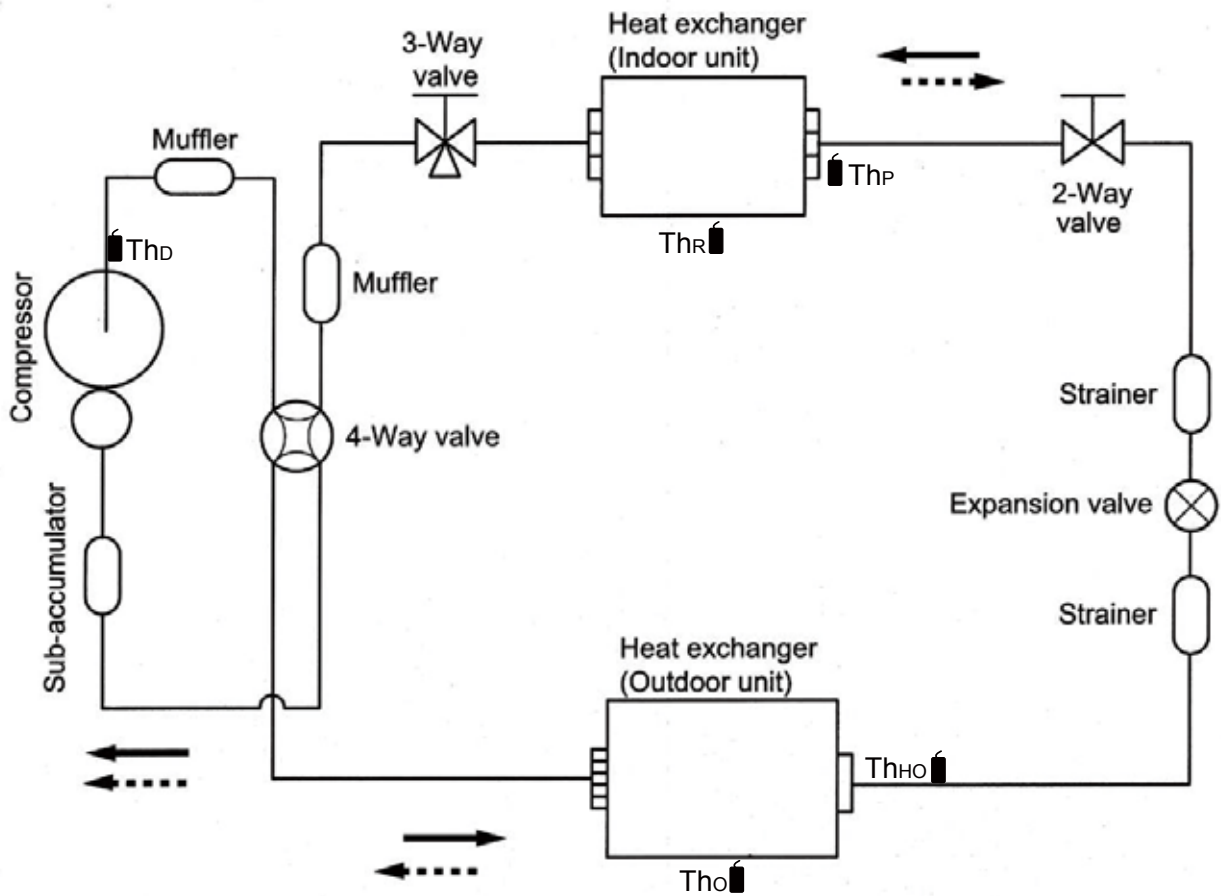 Heat exchanger
(Indoor unit)
3-Way
valve
Muffler
ThP
2-Way
valve
ThR
ThD
Muffler
Compressor
Strainer
4-Way valve
Expansion valve
Sub-accumulator
Strainer
Heat exchanger
(Outdoor unit)
ThHO
ThO